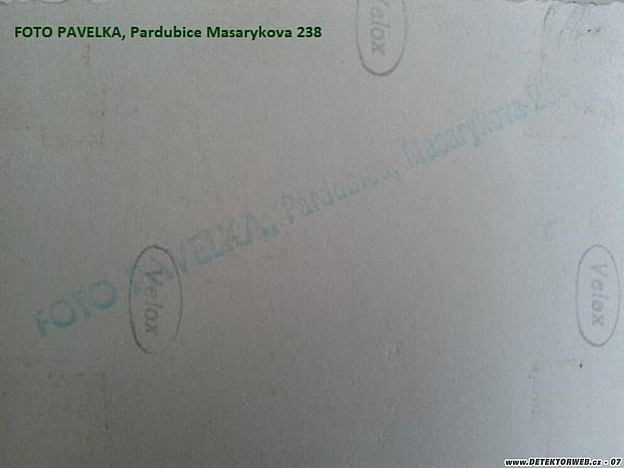 FOTO PAVELKA, Pardubice Masarykova 238
Velox
FOTO PAVELKA, Pardubice, Masarykova 238
Velox
Velox
www.DETEKTORWEB.cz - 07